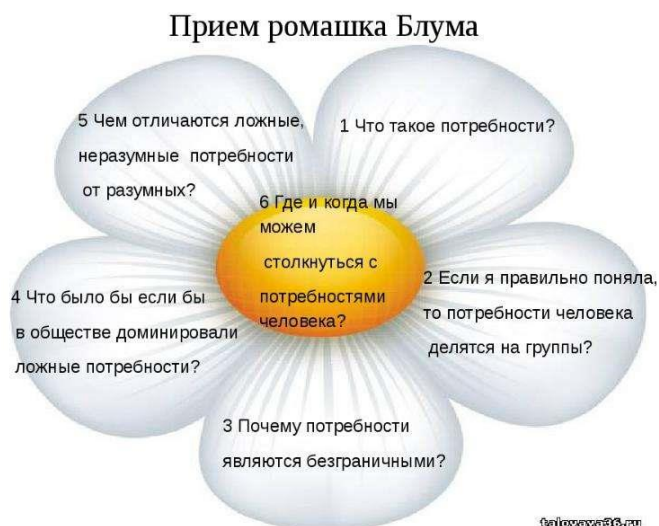 Прием ромашка Блума
1 Что такое потребности?
2 Если я правильно поняла,
то потребности человека
делятся на группы?
3 Почему потребности
являются безграничными?
4 Что было бы если бы
в обществе доминировали
ложные потребности?
5 Чем отличаются ложные,
неразумные потребности
от разумных?
6 Где и когда мы
можем
столкнуться с
потребностями
человека?
talovaya36.ru